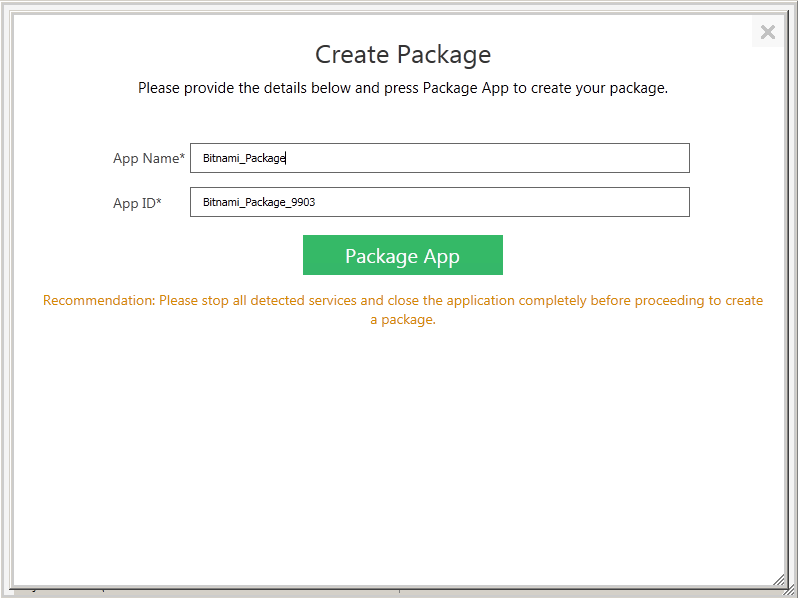 Create Package
Please provide the details below and press Package App to create your package.
App Name*
Bitnami_Package
App ID*
Bitnami_Package_9903
Package App
Recommendation: Please stop all detected services and close the application completely before proceeding to create
a package.